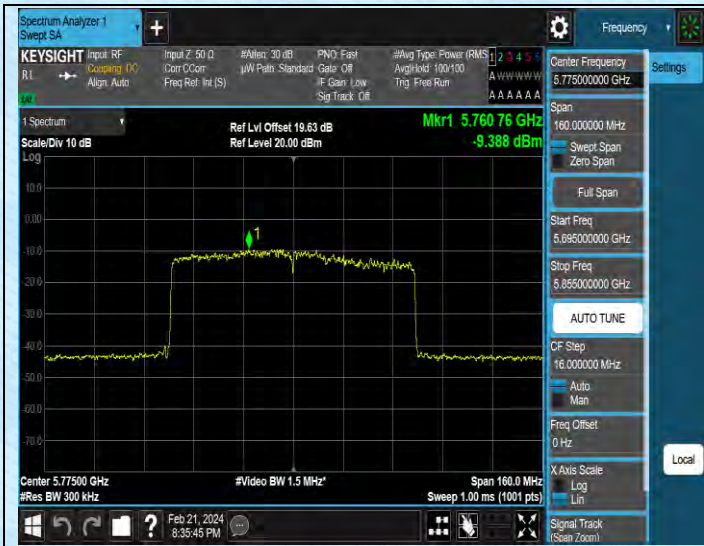 Spectrum Analyzer 1
Swept SA
+
Frequency
KEYSIGHT
Input: RF
Coupling: DC
Align: Auto
Input Z: 50 Ω
Corr CCorr
Freq Ref: Int (S)
#Atten: 30 dB
µW Path: Standard
PNO: Fast
Gate: Off
IF Gain: Low
Sig Track: Off
#Avg Type: Power (RMS
Avg|Hold: 100/100
Trig: Free Run
1 2 3 4 5 6
A W W W W W
A A A A A A
1 Spectrum
Scale/Div 10 dB
Ref Lvl Offset 19.63 dB
Ref Level 20.00 dBm
Mkr1 5.760 76 GHz
-9.388 dBm
Log
10.0
0.00
-10.0
-20.0
-30.0
-40.0
-50.0
-60.0
-70.0
1
Center 5.77500 GHz
#Res BW 300 kHz
#Video BW 1.5 MHz*
Span 160.0 MHz
Sweep 1.00 ms (1001 pts)
Feb 21, 2024
8:35:45 PM
Center Frequency
5.775000000 GHz
Span
160.000000 MHz
Swept Span
Zero Span
Full Span
Start Freq
5.695000000 GHz
Stop Freq
5.855000000 GHz
AUTO TUNE
CF Step
16.000000 MHz
Auto
Man
Freq Offset
0 Hz
X Axis Scale
Log
Lin
Signal Track
(Span Zoom)
Settings
Local